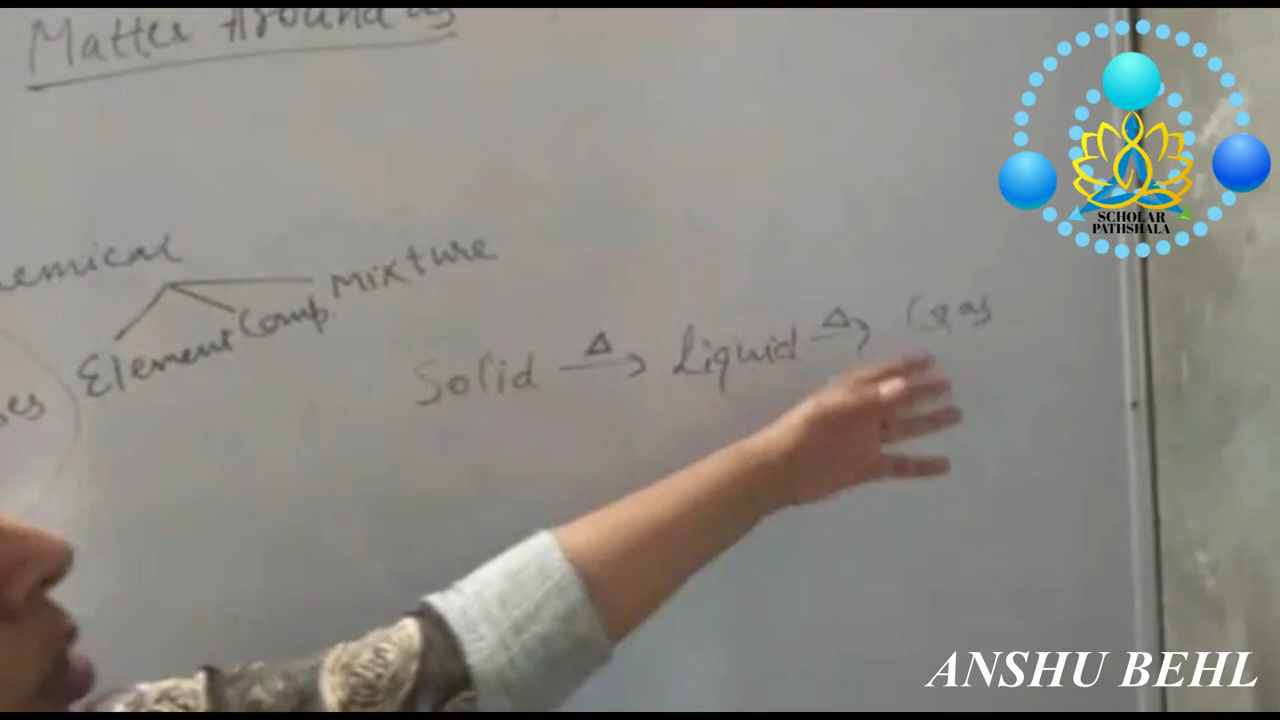 Matter Around us
SCHOLAR
PATHSHALA
emical
Element Comp. Mixture
Solid Δ → Liquid Δ → Gas
es
ANSHU BEHL